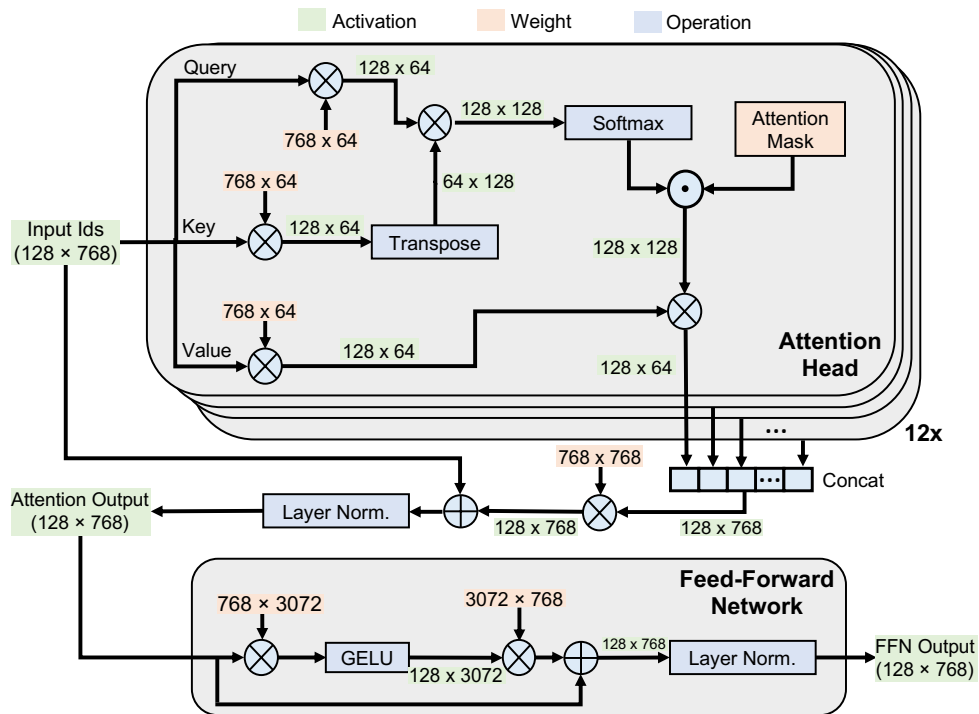 Activation
Weight
Operation
Query
128 x 64
768 x 64
128 x 128
Softmax
Attention
Mask
768 x 64
64 x 128
Input Ids
(128 × 768)
Key
128 x 64
Transpose
128 x 128
768 x 64
Value
128 x 64
128 x 64
Attention
Head
...
12x
768 x 768
...
Concat
Attention Output
(128 × 768)
Layer Norm.
128 x 768
128 x 768
Feed-Forward
Network
768 × 3072
3072 × 768
GELU
128 x 3072
128 x 768
Layer Norm.
FFN Output
(128 × 768)